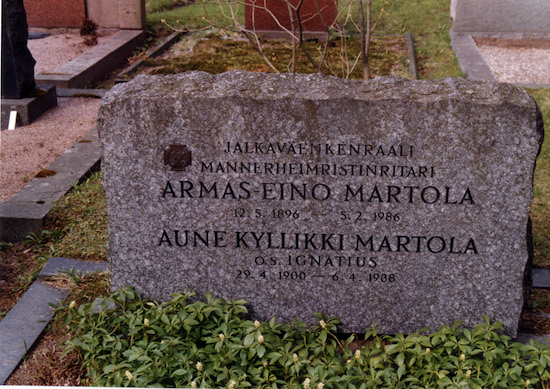 JALKAVÄENKENRAALI
MANNERHEIMRISTINRITARI
ARMAS-EINO MARTOLA
12.5.1896 — 5.2.1986
AUNE KYLLIKKI MARTOLA
O.S. IGNATIUS
29.4.1900 — 6.4.1988